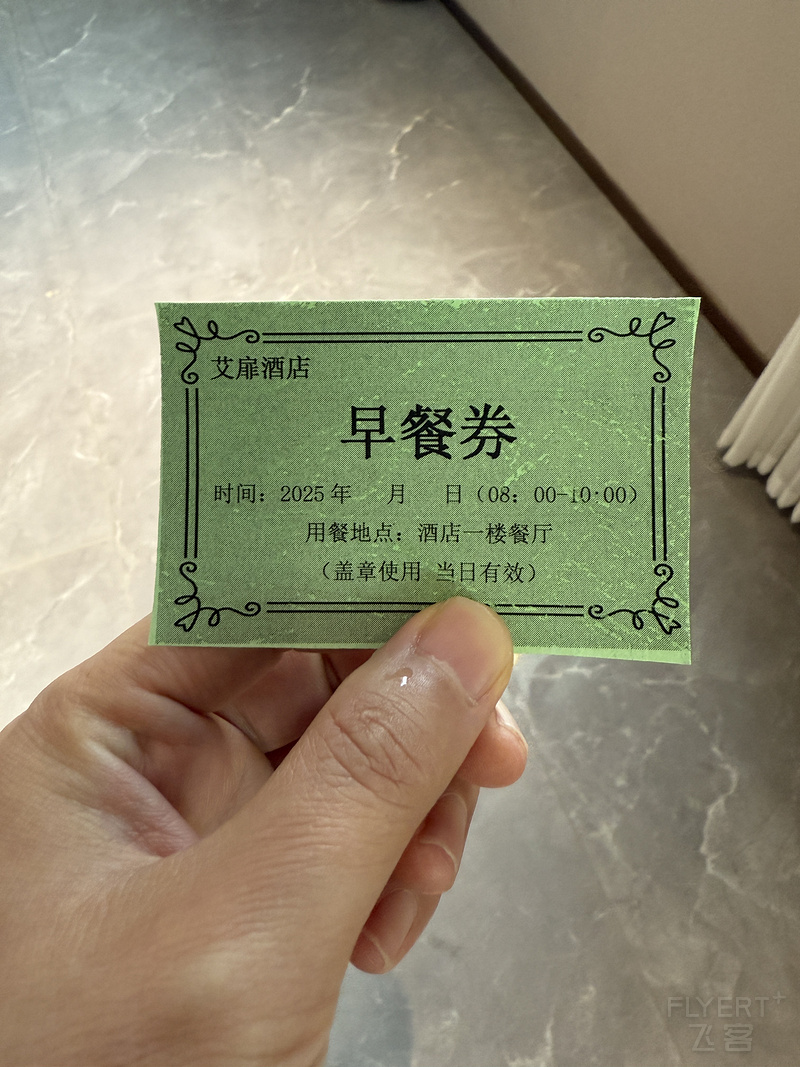 艾扉酒店
早餐券
时间：2025年 月 日（08：00-10:00）
用餐地点：酒店一楼餐厅
（盖章使用 当日有效）
FLYERT+
飞客